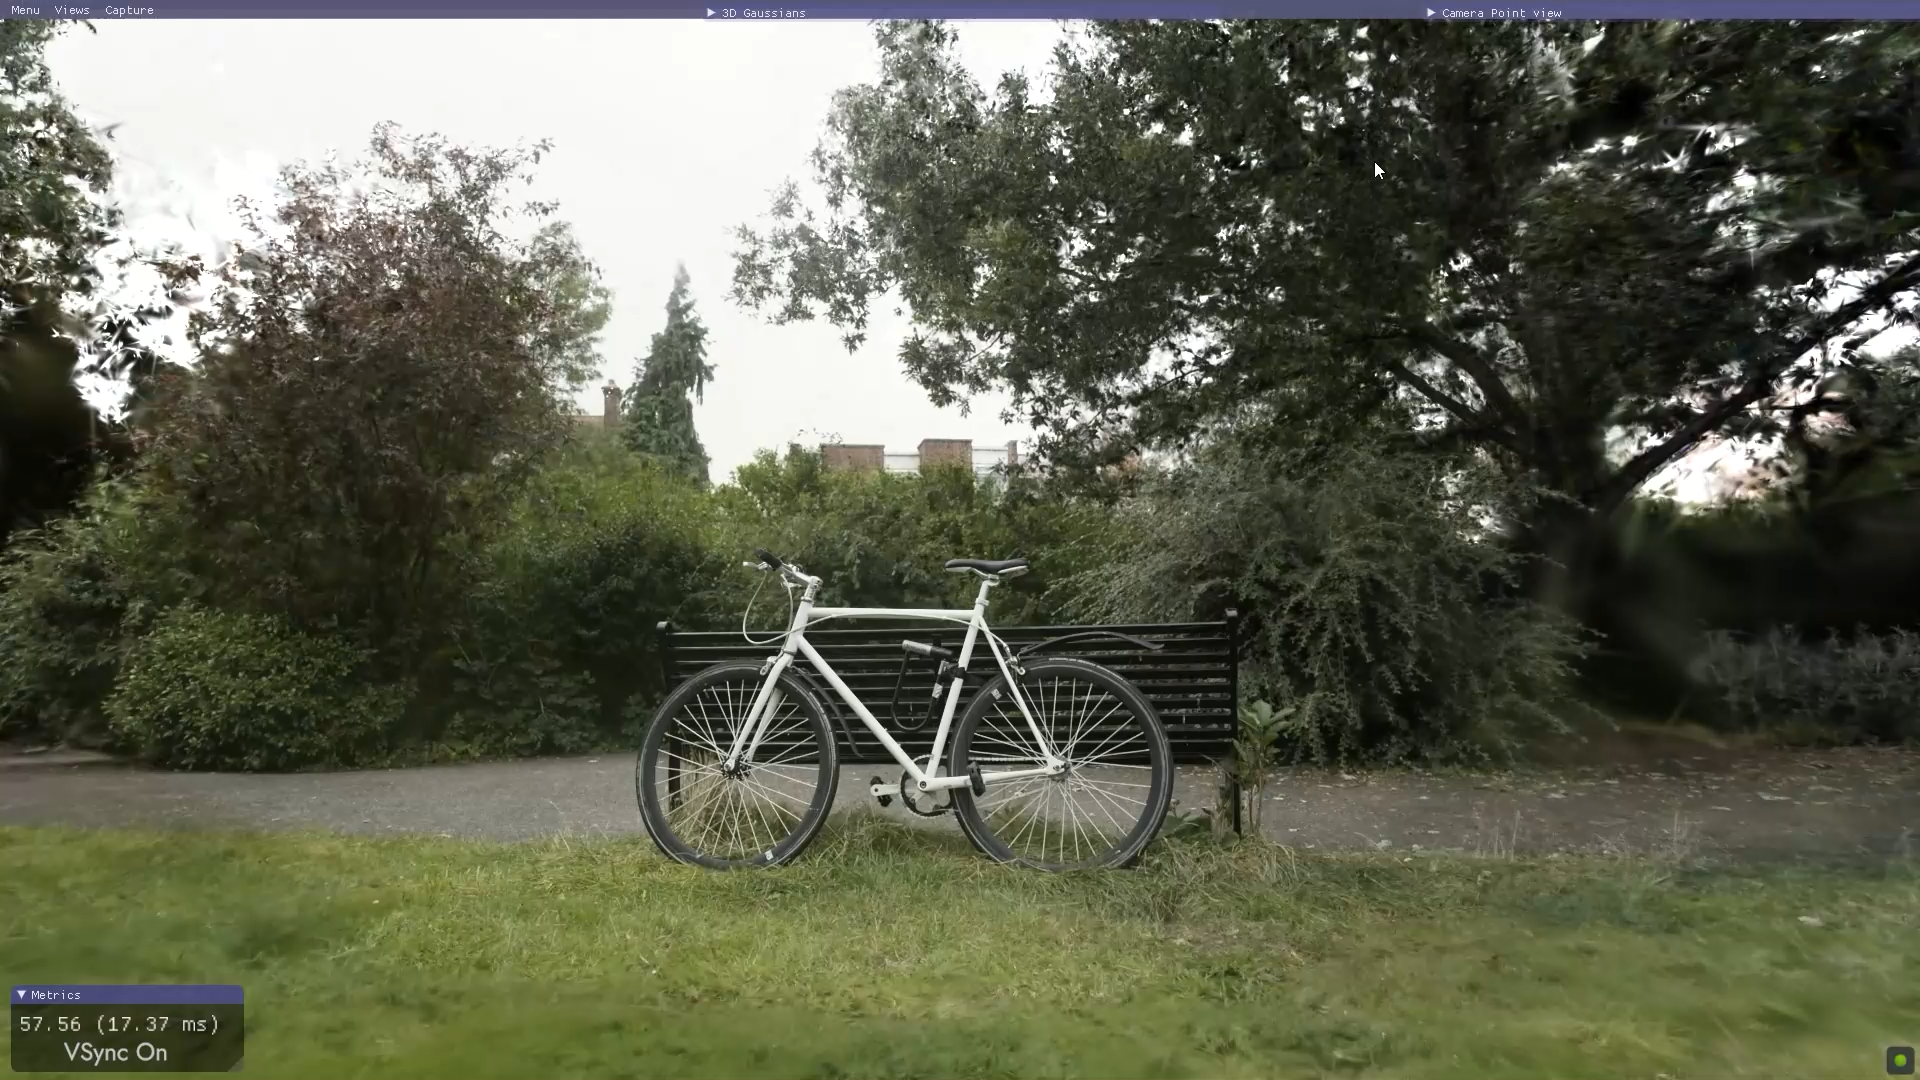 Menu Views Capture
3D Gaussians
Camera Point view
Metrics
57.56 (17.37 ms)
VSync On